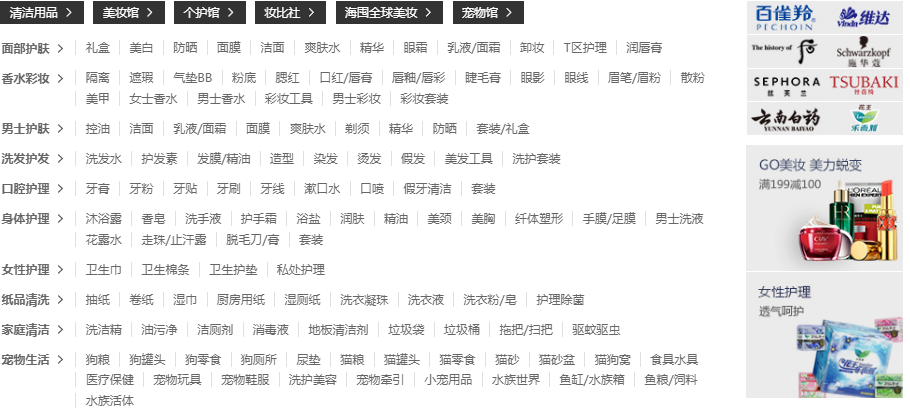 清洁用品 > 美妆馆 > 个护馆 > 妆比社 > 海囤全球美妆 > 宠物馆 >
面部护肤 > 礼盒 美白 防晒 面膜 洁面 爽肤水 精华 眼霜 乳液/面霜 卸妆 T区护理 润唇膏
香水彩妆 > 隔离 遮瑕 气垫BB 粉底 腮红 口红/唇膏 唇釉/唇彩 睫毛膏 眼影 眼线 眉笔/眉粉 散粉
美甲 女士香水 男士香水 彩妆工具 男士彩妆 彩妆套装
男士护肤 > 控油 洁面 乳液/面霜 面膜 爽肤水 剃须 精华 防晒 套装/礼盒
洗发护发 > 洗发水 护发素 发膜/精油 造型 染发 烫发 假发 美发工具 洗护套装
口腔护理 > 牙膏 牙粉 牙贴 牙刷 牙线 漱口水 口喷 假牙清洁 套装
身体护理 > 沐浴露 香皂 洗手液 护手霜 浴盐 润肤 精油 美颈 美胸 纤体塑形 手膜/足膜 男士洗液
花露水 走珠/止汗露 脱毛刀/膏 套装
女性护理 > 卫生巾 卫生棉条 卫生护垫 私处护理
纸品清洗 > 抽纸 卷纸 湿巾 厨房用纸 湿厕纸 洗衣凝珠 洗衣液 洗衣粉/皂 护理除菌
家庭清洁 > 洗洁精 油污净 洁厕剂 消毒液 地板清洁剂 垃圾袋 垃圾桶 拖把/扫把 驱蚊驱虫
宠物生活 > 狗粮 狗罐头 狗零食 狗厕所 尿垫 猫粮 猫罐头 猫零食 猫砂 猫砂盆 猫狗窝 食具水具
医疗保健 宠物玩具 宠物鞋服 洗护美容 宠物牵引 小宠用品 水族世界 鱼缸/水族箱 鱼粮/饲料
水族活体
百雀羚
PECHOIN
Vinda 维达
The history of 后
Schwarzkopf
施华蔻
SEPHORA
丝芙兰
TSUBAKI
丝蓓绮
云南白药
YUNNAN BAIYAO
花王
乐而雅
GO美妆 美力蜕变
满199减100
L'ORÉAL
MEN EXPERT
女性护理
透气呵护